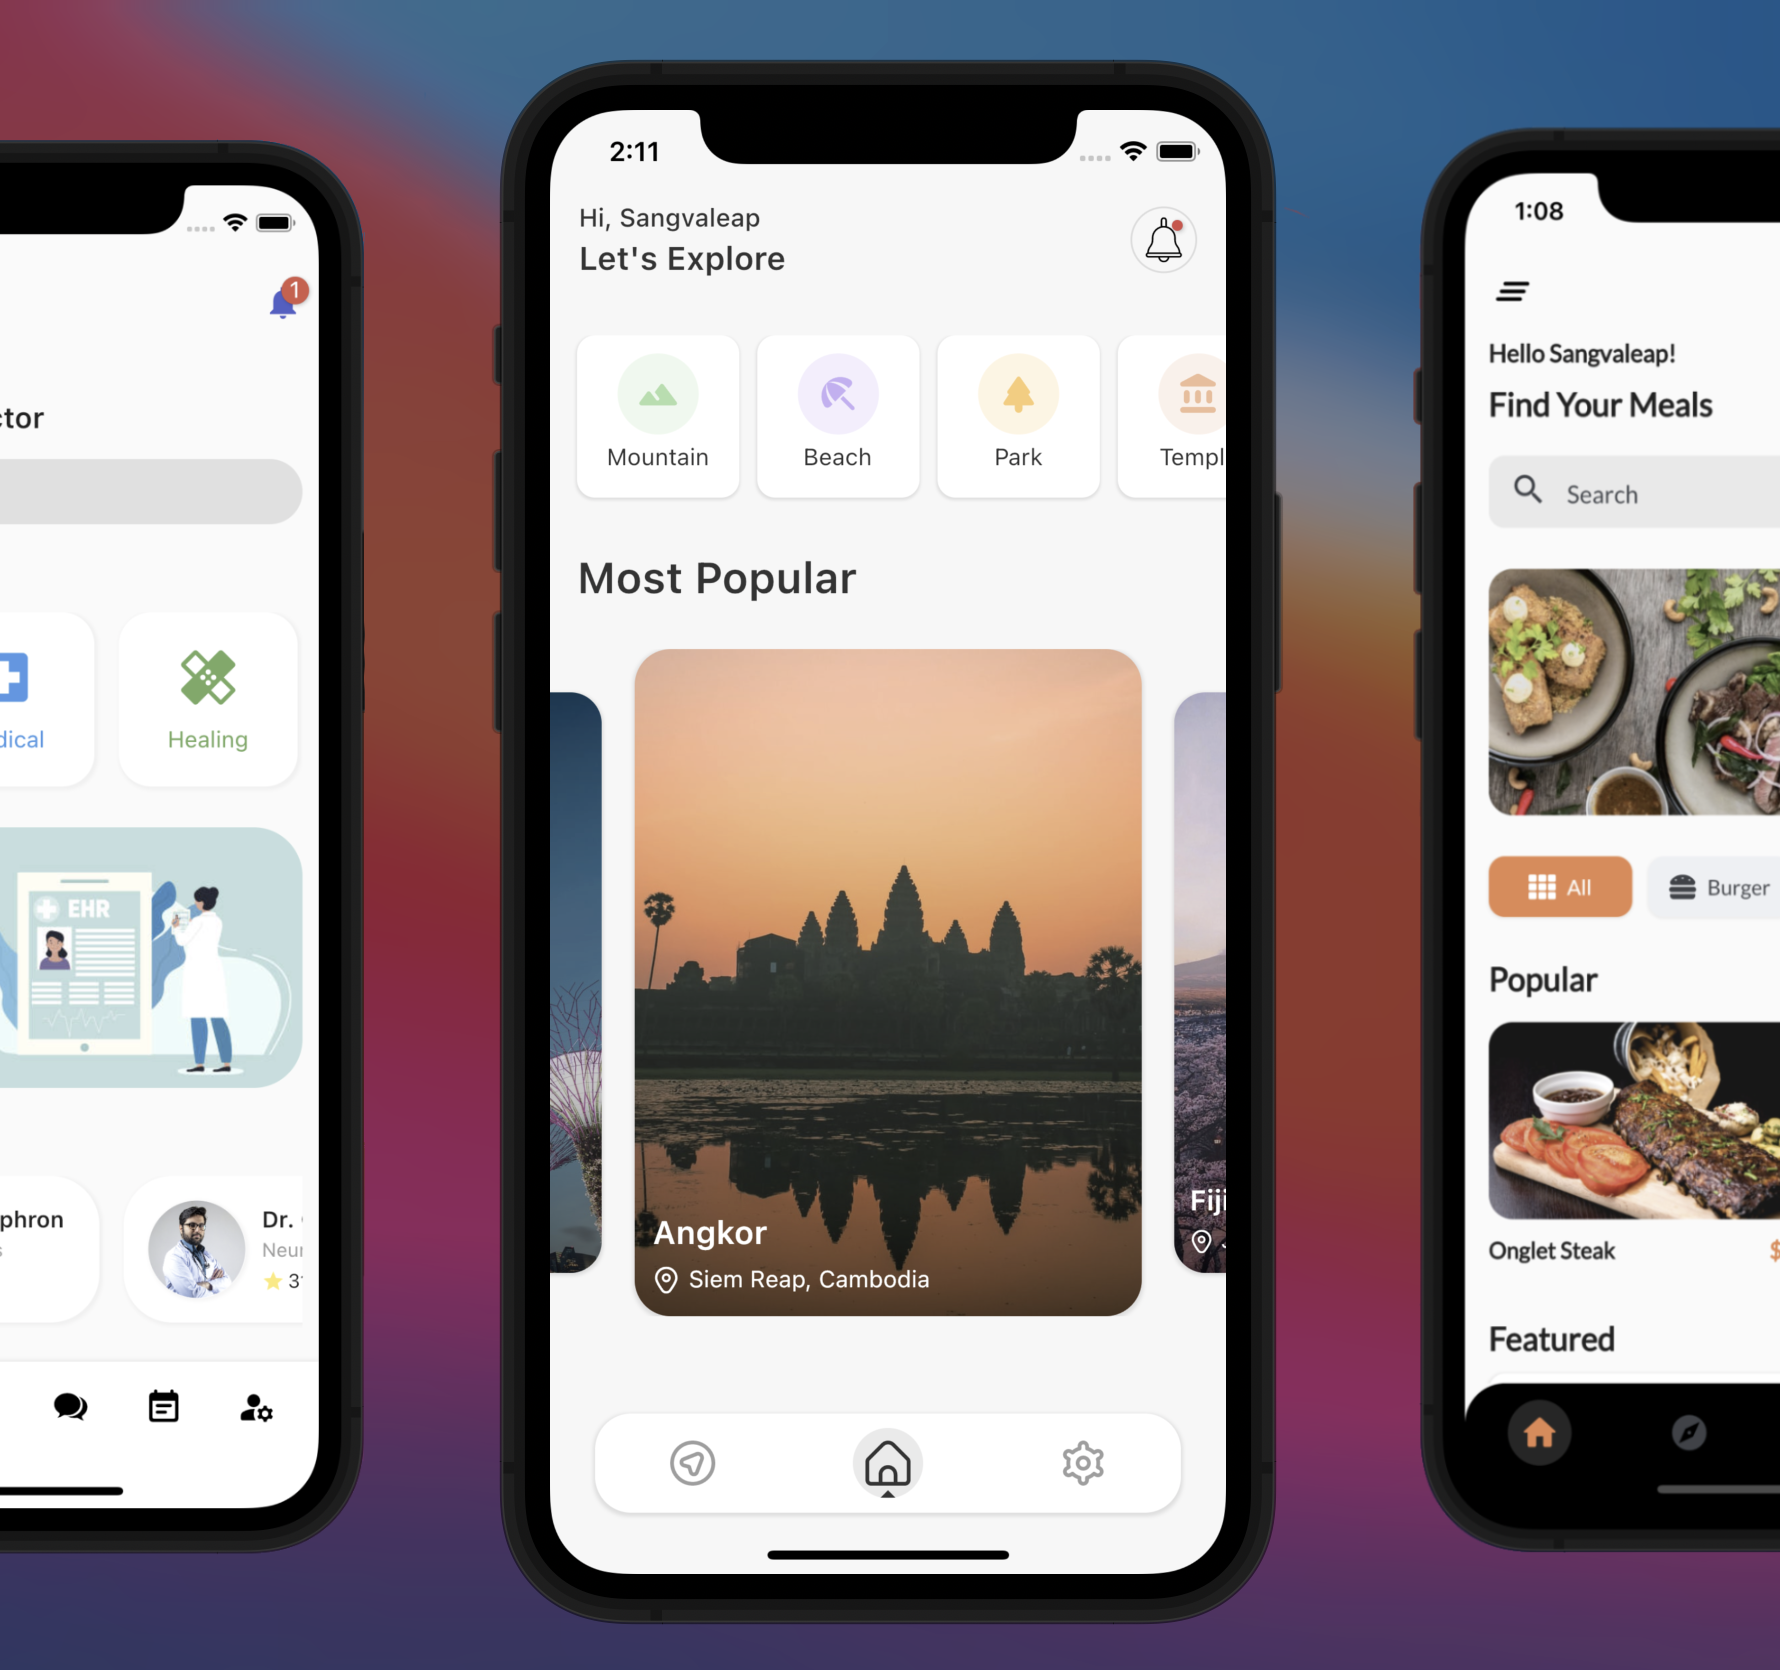 1
ctor
dical
Healing
EHR
phron
Dr.
Neur
2:11
Hi, Sangvaleap
Let's Explore
Mountain
Beach
Park
Templ
Most Popular
Angkor
Siem Reap, Cambodia
Fiji
1:08
Hello Sangvaleap!
Find Your Meals
Search
All
Burger
Popular
Onglet Steak
$
Featured